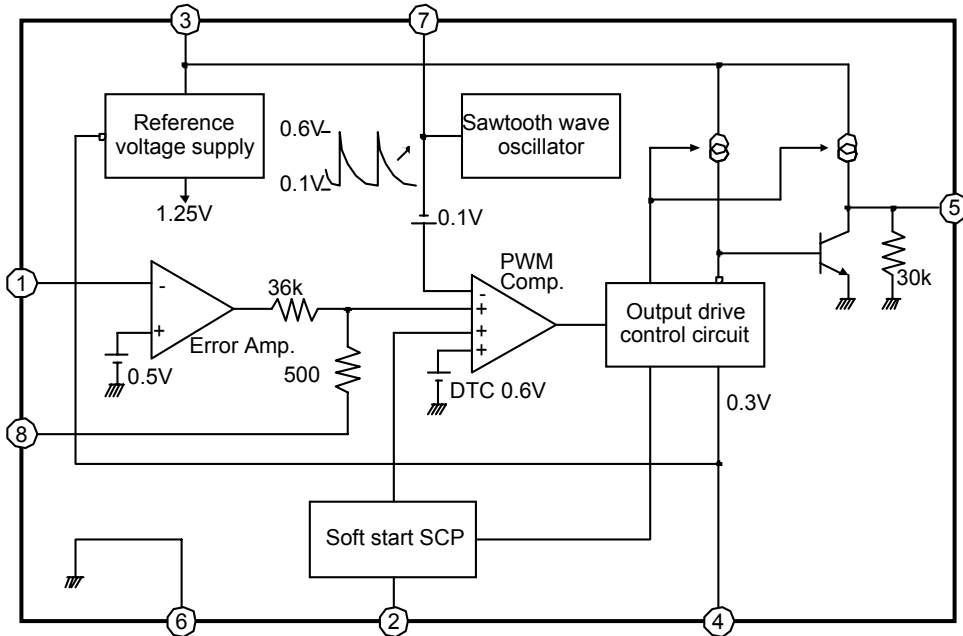 3
7
Reference
voltage supply
1.25V
0.6V
0.1V
Sawtooth wave
oscillator
0.1V
5
30k
1
-
+
0.5V
Error Amp.
36k
500
PWM
Comp.
-
+
+
+
DTC 0.6V
Output drive
control circuit
0.3V
8
Soft start SCP
6
2
4